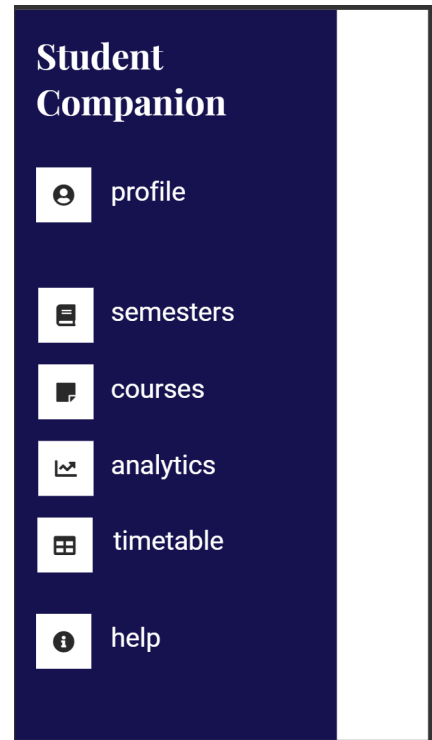 Student
Companion
profile
semesters
courses
analytics
timetable
help